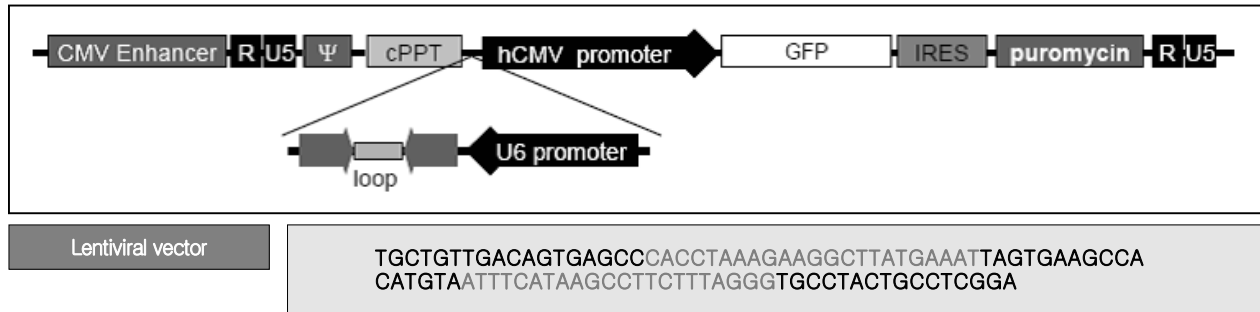 CMV Enhancer R U5 Ψ cPPT hCMV promoter GFP IRES puromycin R U5
U6 promoter
loop
Lentiviral vector
TGCTGTTGACAGTGAGCCCACCTAAAGAAGGCTTATGAAATTAGTGAAGCCA
CATGTAATTTCATAAGCCTTCTTTAGGGTGCCTACTGCCTCGGA